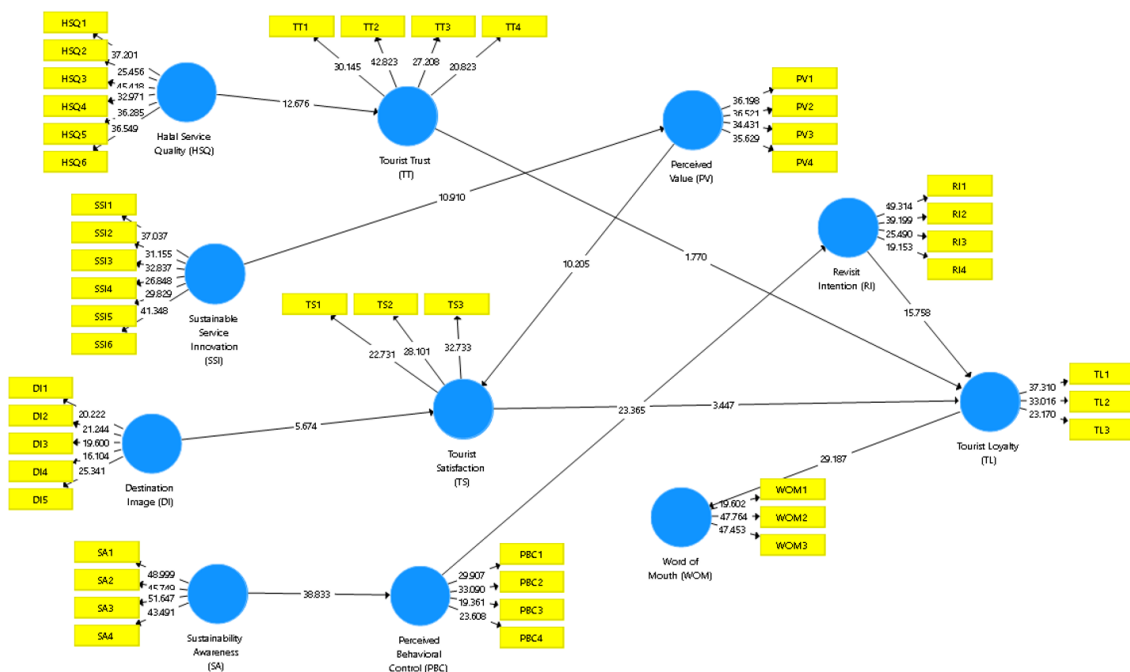 HSQ1
HSQ2
HSQ3
HSQ4
HSQ5
HSQ6
37.201
25.456
45.418
32.971
36.285
36.549
Halal Service
Quality (HSQ)
12.676
TT1
TT2
TT3
TT4
30.145
42.823
27.208
20.823
Tourist Trust
(TT)
PV1
PV2
PV3
PV4
36.198
36.521
34.431
35.629
Perceived
Value (PV)
10.910
SSI1
SSI2
SSI3
SSI4
SSI5
SSI6
37.037
31.155
32.837
26.848
29.829
41.348
Sustainable
Service
Innovation
(SSI)
10.205
1.770
RI1
RI2
RI3
RI4
49.314
39.199
25.490
19.153
Revisit
Intention (RI)
15.758
TS1
TS2
TS3
22.731
28.101
32.733
Tourist
Satisfaction
(TS)
DI1
DI2
DI3
DI4
DI5
20.222
21.244
19.600
16.104
25.341
Destination
Image (DI)
5.674
23.365
3.447
TL1
TL2
TL3
37.310
33.016
23.170
Tourist Loyalty
(TL)
29.187
WOM1
WOM2
WOM3
19.602
47.764
47.453
Word of
Mouth (WOM)
SA1
SA2
SA3
SA4
48.999
45.749
51.647
43.491
Sustainability
Awareness
(SA)
38.833
PBC1
PBC2
PBC3
PBC4
29.907
33.090
19.361
23.608
Perceived
Behavioral
Control (PBC)